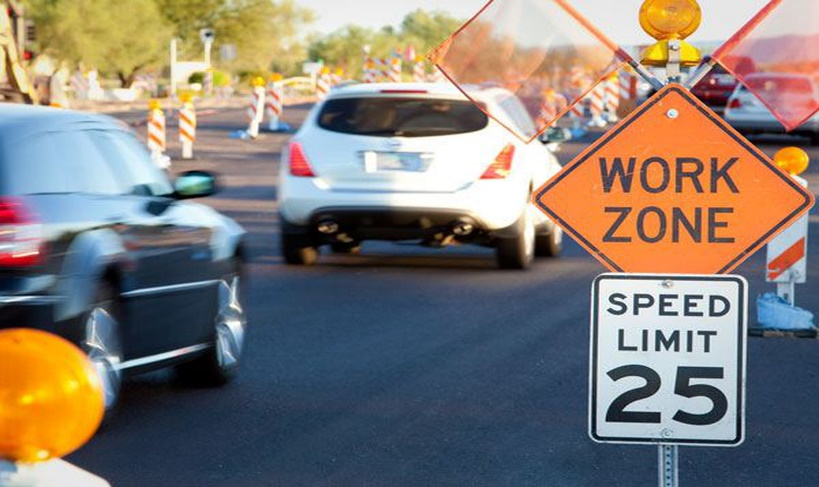 WORK
ZONE
SPEED
LIMIT
25